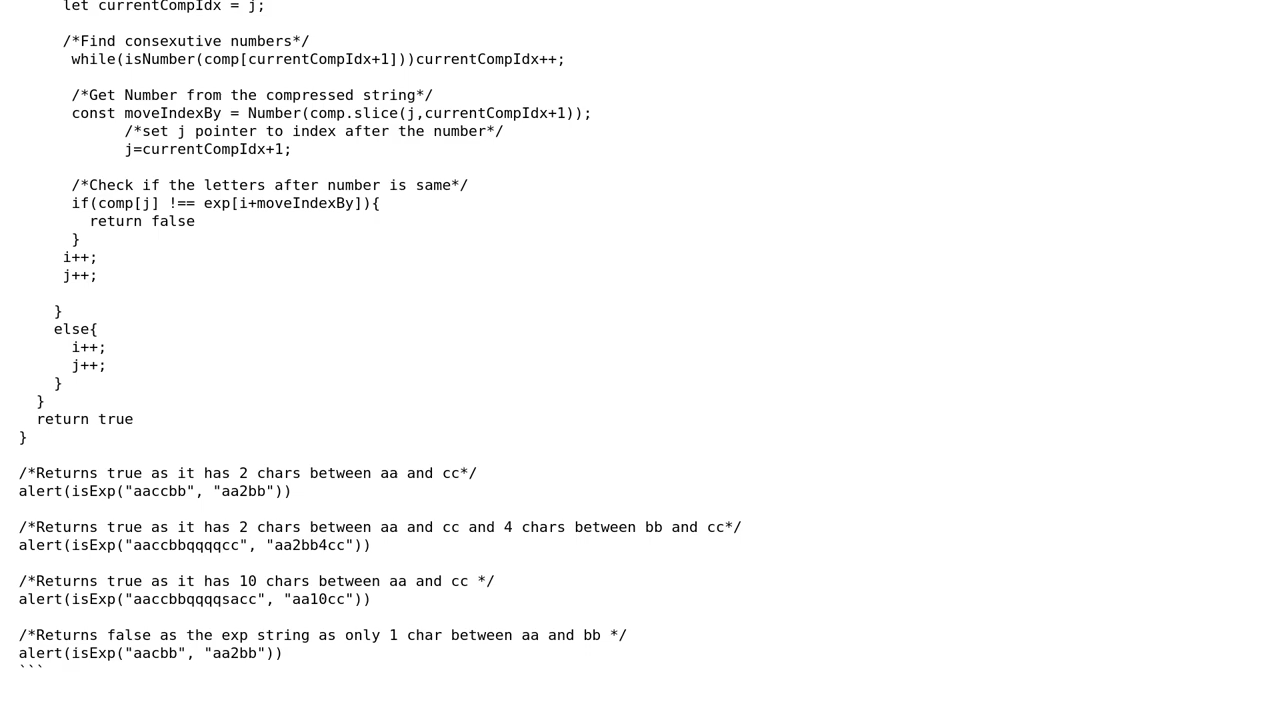 let currentCompIdx = j;
/*Find consexutive numbers*/
while(isNumber(comp[currentCompIdx+1]))currentCompIdx++;
/*Get Number from the compressed string*/
const moveIndexBy = Number(comp.slice(j,currentCompIdx+1));
/*set j pointer to index after the number*/
j=currentCompIdx+1;
/*Check if the letters after number is same*/
if(comp[j] !== exp[i+moveIndexBy]){
return false
}
i++;
j++;
}
else{
i++;
j++;
}
}
return true
}
/*Returns true as it has 2 chars between aa and cc*/
alert(isExp("aaccbb", "aa2bb"))
/*Returns true as it has 2 chars between aa and cc and 4 chars between bb and cc*/
alert(isExp("aaccbbqqqqcc", "aa2bb4cc"))
/*Returns true as it has 10 chars between aa and cc */
alert(isExp("aaccbbqqqqsacc", "aa10cc"))
/*Returns false as the exp string as only 1 char between aa and bb */
alert(isExp("aacbb", "aa2bb"))
```